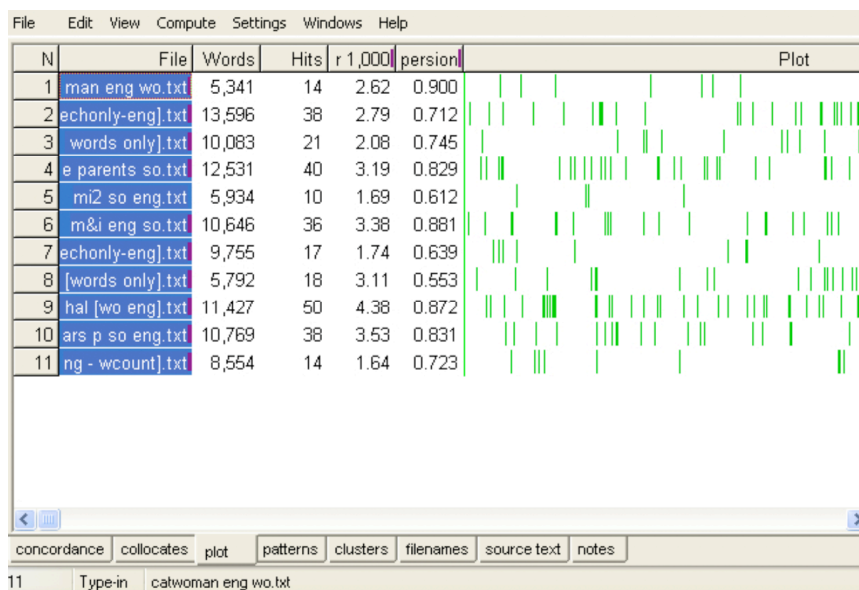 File Edit View Compute Settings Windows Help
N File Words Hits r 1,000 persion Plot
1 man eng wo.txt 5,341 14 2.62 0.900
2 echonly-eng].txt 13,596 38 2.79 0.712
3 words only].txt 10,083 21 2.08 0.745
4 e parents so.txt 12,531 40 3.19 0.829
5 mi2 so eng.txt 5,934 10 1.69 0.612
6 m&i eng so.txt 10,646 36 3.38 0.881
7 echonly-eng].txt 9,755 17 1.74 0.639
8 [words only].txt 5,792 18 3.11 0.553
9 hal [wo eng].txt 11,427 50 4.38 0.872
10 ars p so eng.txt 10,769 38 3.53 0.831
11 ng - wcount].txt 8,554 14 1.64 0.723
concordance collocates plot patterns clusters filenames source text notes
11 Type-in catwoman eng wo.txt